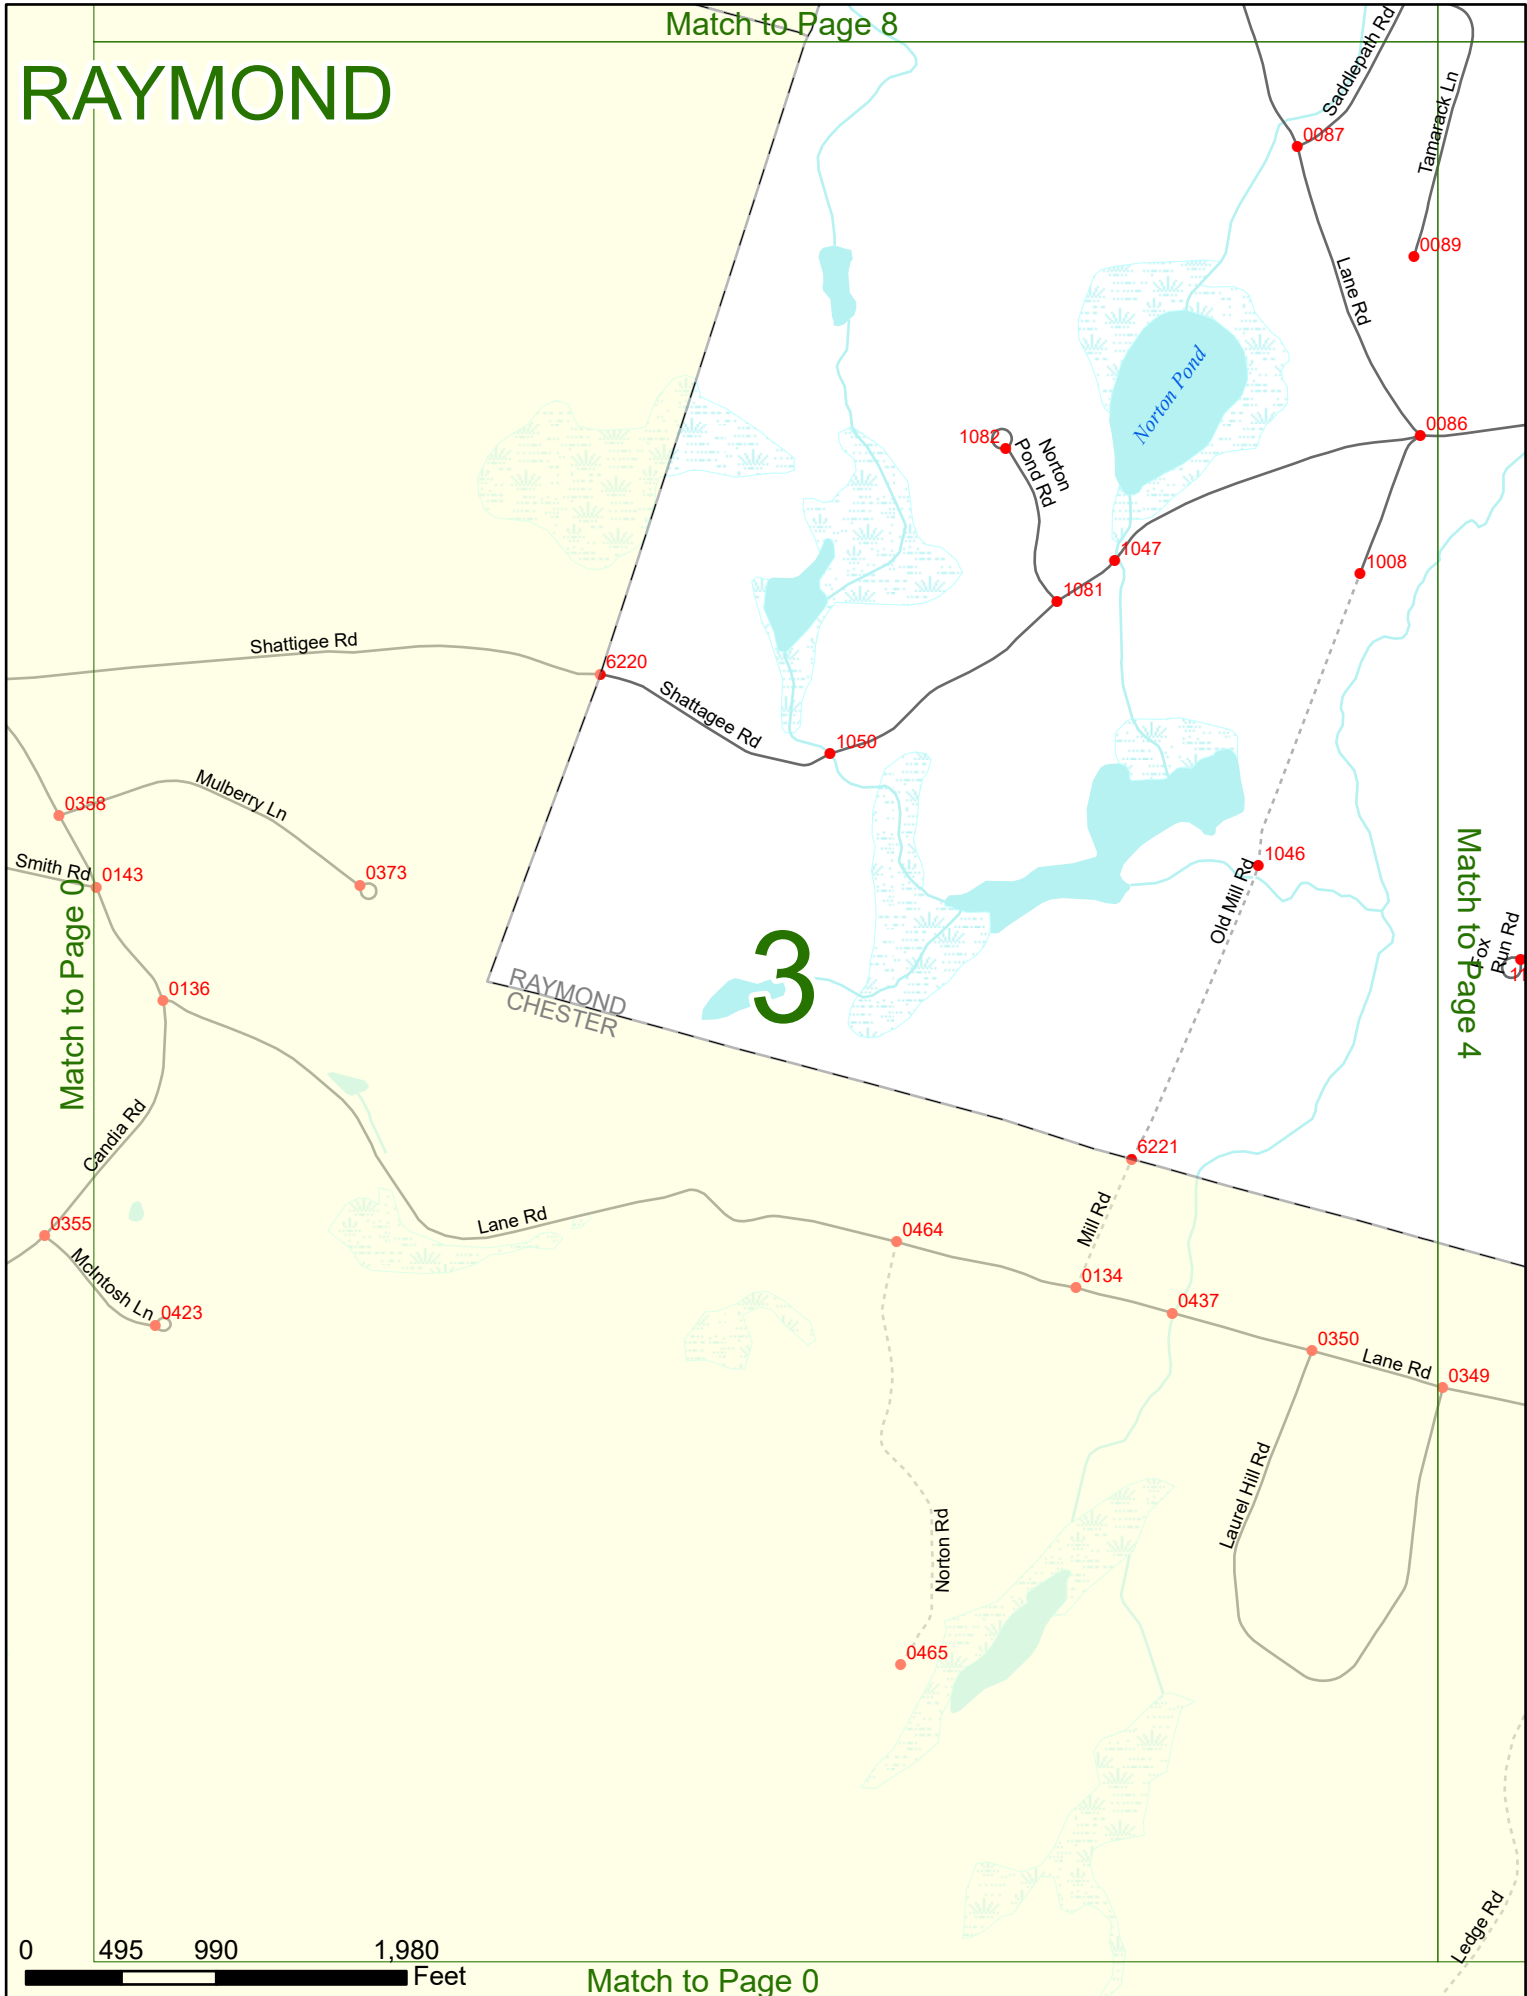 Match to Page 8
RAYMOND
Saddlepath Rd
Tamarack Ln
0087
0089
Lane Rd
Norton Pond
0086
1082
Norton
Pond Rd
1047
1008
1081
Shattigee Rd
6220
Shattagee Rd
1050
Mulberry Ln
0358
Smith Rd
0143
0373
1046
Old Mill Rd
Match to Page 0
Match to Page 4
Fox
Run Rd
11
3
RAYMOND
CHESTER
0136
Candia Rd
6221
Mill Rd
0355
Lane Rd
0464
McIntosh Ln
0423
0134
0437
0350
Lane Rd
0349
Laurel Hill Rd
Norton Rd
0465
Ledge Rd
0 495 990 1,980
Feet
Match to Page 0